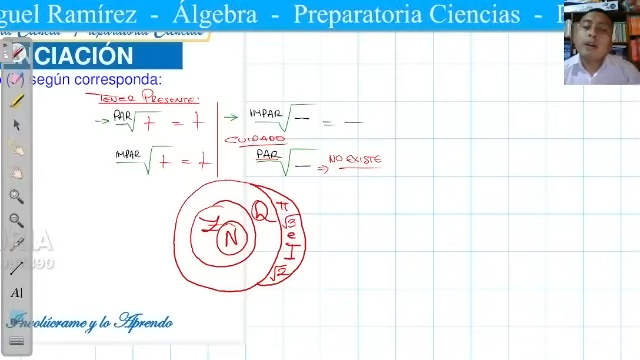 guel Ramírez - Álgebra - Preparatoria Ciencias -
CIACIÓN
según corresponda:
TENER PRESENTE:
PAR√+ = +
IMPAR√− = −
CUIDADO
IMPAR√+ = +
PAR√− → NO EXISTE
Z N Q
π
√3
e
I
√2
Involúcrame y lo Aprendo